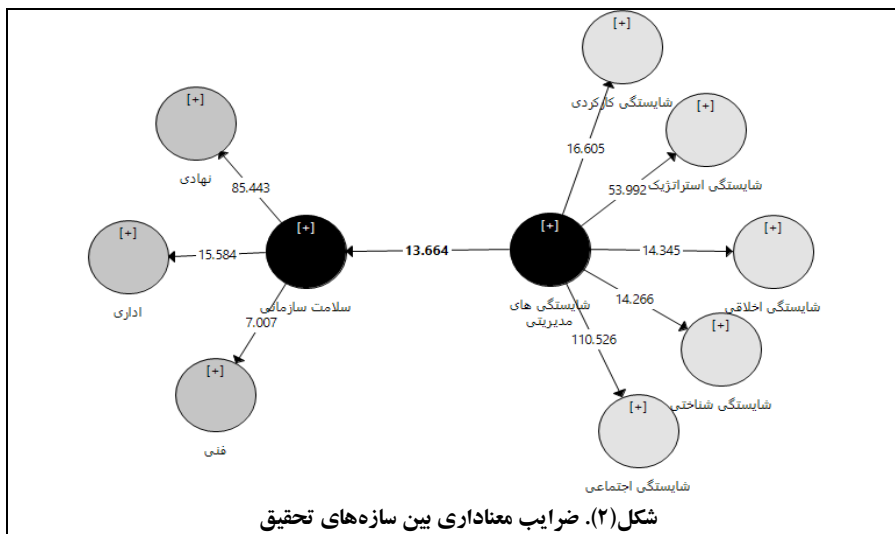 [+]
شایستگی کارکردی
16.605
[+]
شایستگی استراتژیک
53.992
[+]
شایستگی اخلاقی
14.345
[+]
شایستگی شناختی
14.266
[+]
شایستگی اجتماعی
110.526
[+]
شایستگی های
مدیریتی
13.664
[+]
سلامت سازمانی
[+]
نهادی
85.443
[+]
اداری
15.584
[+]
فنی
7.007
شکل(۲). ضرایب معناداری بین سازه‌های تحقیق